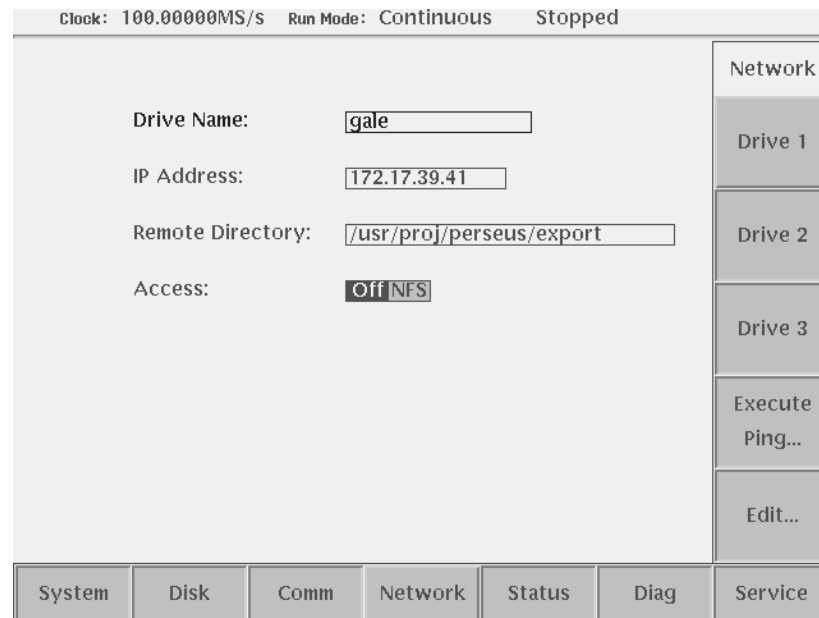 Clock: 100.00000MS/s Run Mode: Continuous Stopped
Network
Drive Name: gale
Drive 1
IP Address: 172.17.39.41
Remote Directory: /usr/proj/perseus/export
Drive 2
Access: Off NFS
Drive 3
Execute
Ping...
Edit...
System Disk Comm Network Status Diag Service